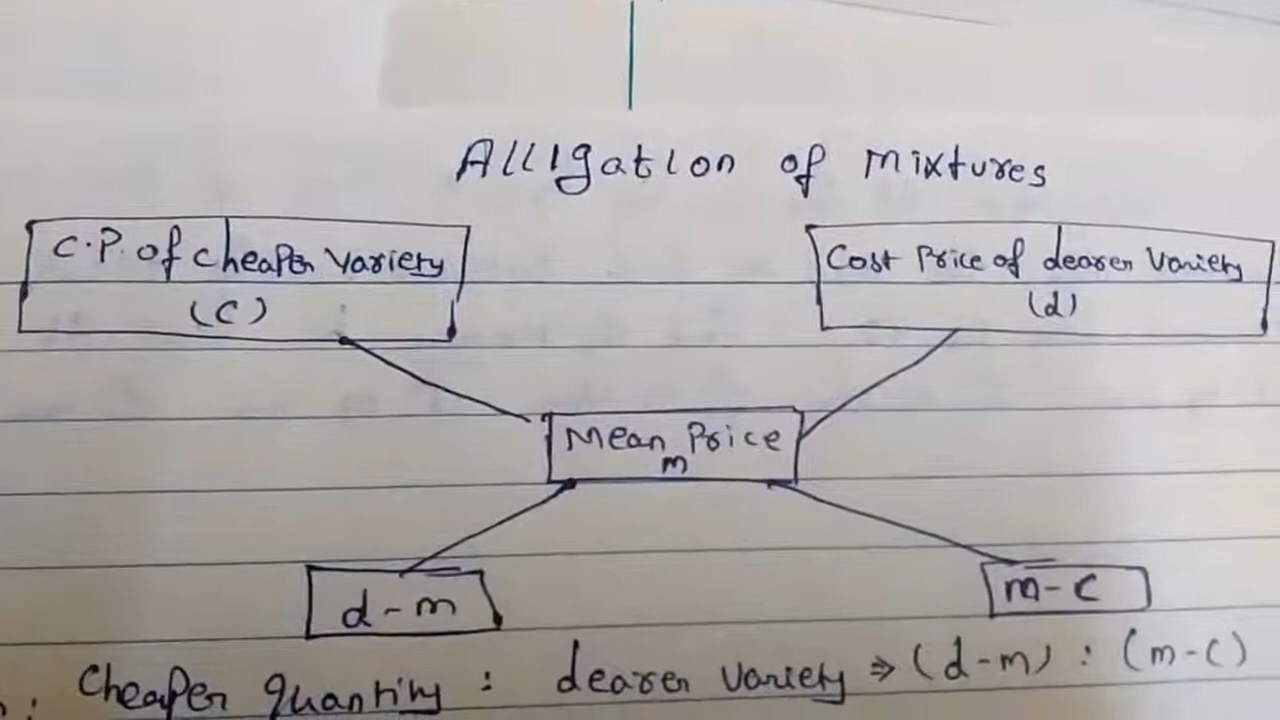 Alligation of mixtures
C.P. of cheaper variety
(C)
Cost Price of dearer variety
(d)
Mean Price
m
d-m
m-c
Cheaper quantity : dearer variety ⇒ (d-m) : (m-c)